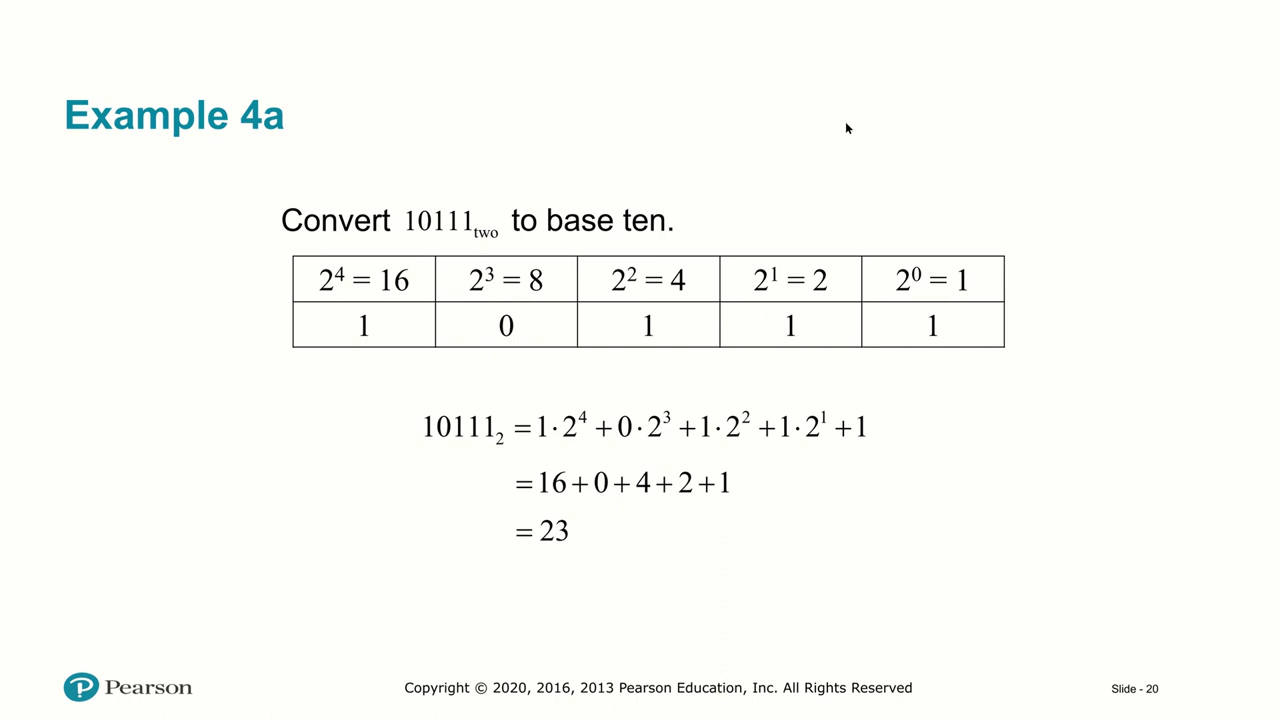 Example 4a
Convert 10111two to base ten.
2⁴ = 16 2³ = 8 2² = 4 2¹ = 2 2⁰ = 1
1 0 1 1 1
10111₂ = 1·2⁴ + 0·2³ + 1·2² + 1·2¹ + 1
= 16 + 0 + 4 + 2 + 1
= 23
P Pearson
Copyright © 2020, 2016, 2013 Pearson Education, Inc. All Rights Reserved
Slide - 20